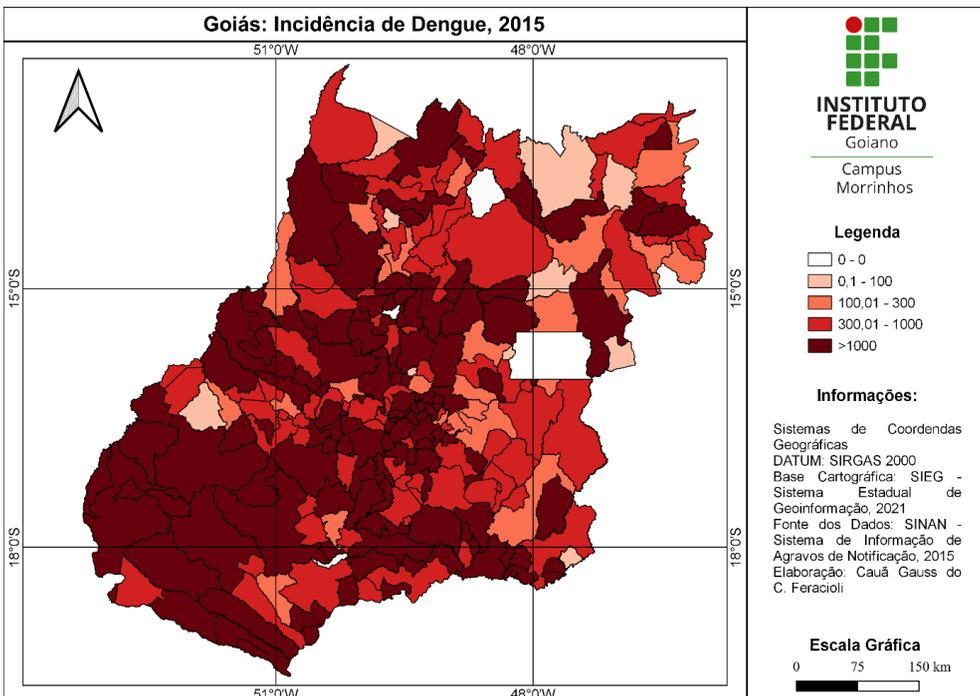 Goiás: Incidência de Dengue, 2015
51°0'W
48°0'W
15°0'S
15°0'S
18°0'S
18°0'S
51°0'W
48°0'W
INSTITUTO
FEDERAL
Goiano
Campus
Morrinhos
Legenda
0 - 0
0,1 - 100
100,01 - 300
300,01 - 1000
>1000
Informações:
Sistemas de Coordendas
Geográficas
DATUM: SIRGAS 2000
Base Cartográfica: SIEG -
Sistema Estadual de
Geoinformação, 2021
Fonte dos Dados: SINAN -
Sistema de Informação de
Agravos de Notificação, 2015
Elaboração: Cauã Gauss do
C. Feracioli
Escala Gráfica
0 75 150 km